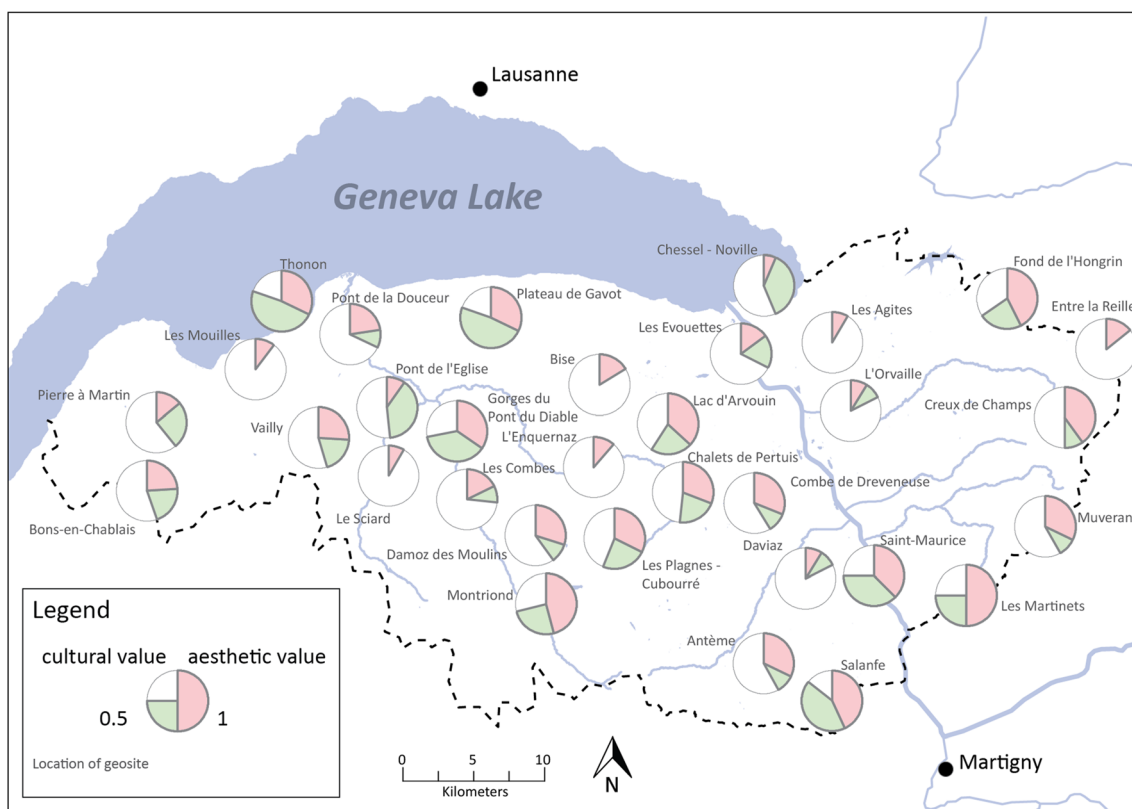 Lausanne
Geneva Lake
Chessel - Noville
Fond de l'Hongrin
Thonon
Pont de la Douceur
Plateau de Gavot
Les Agites
Entre la Reille
Les Mouilles
Les Evouettes
Bise
Pont de l'Eglise
L'Orvaille
Pierre à Martin
Gorges du
Pont du Diable
Lac d'Arvouin
Creux de Champs
Vailly
L'Enquernaz
Les Combes
Chalets de Pertuis
Combe de Dreveneuse
Bons-en-Chablais
Le Sciard
Muveran
Damoz des Moulins
Daviaz
Saint-Maurice
Les Plagnes -
Cubourré
Montriond
Les Martinets
Antème
Salanfe
Legend
cultural value
aesthetic value
0.5
1
Location of geosite
0 5 10
Kilometers
N
Martigny